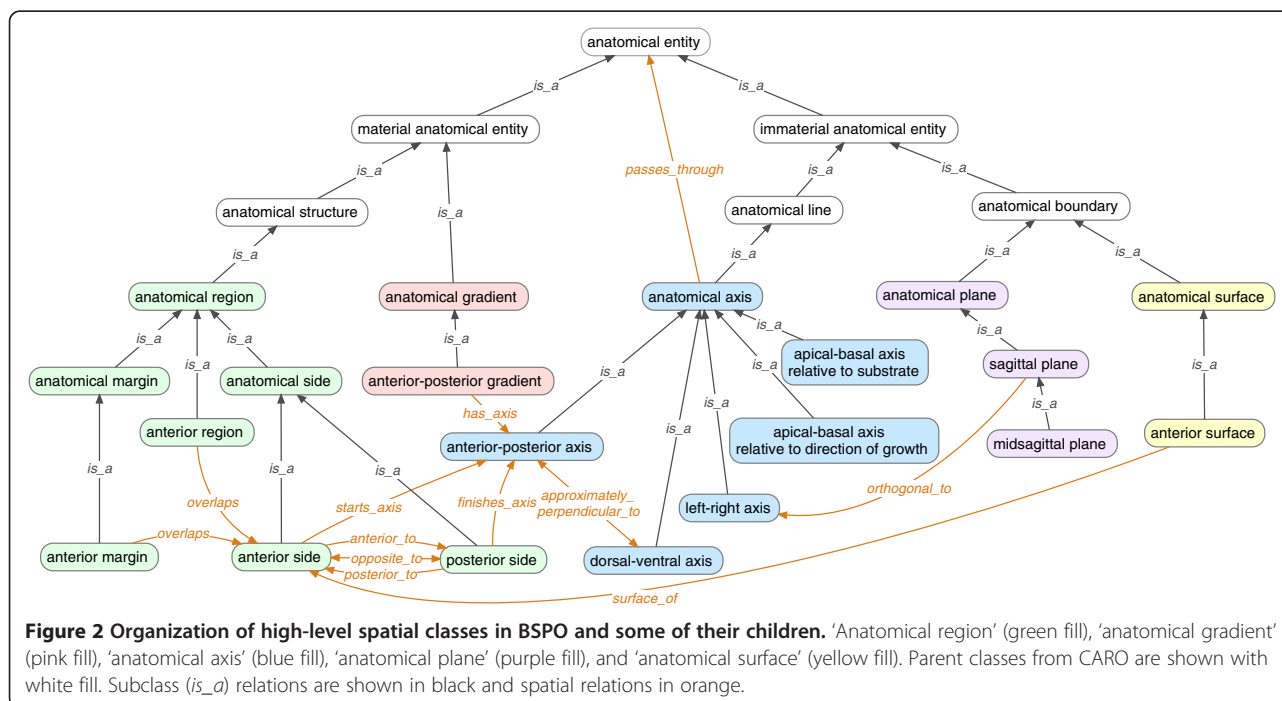 anatomical entity
is_a
is_a
material anatomical entity
immaterial anatomical entity
passes_through
is_a
is_a
is_a
is_a
anatomical structure
anatomical line
anatomical boundary
is_a
is_a
is_a
is_a
anatomical region
anatomical gradient
anatomical axis
anatomical plane
anatomical surface
is_a
is_a
is_a
is_a
is_a
is_a
is_a
anatomical margin
anatomical side
anterior-posterior gradient
apical-basal axis
relative to substrate
sagittal plane
is_a
is_a
is_a
is_a
has_axis
anterior region
anterior-posterior axis
apical-basal axis
relative to direction of growth
midsagittal plane
anterior surface
is_a
is_a
is_a
is_a
overlaps
starts_axis
finishes_axis
approximately_
perpendicular_to
left-right axis
orthogonal_to
overlaps
anterior_to
opposite_to
posterior_to
anterior margin
anterior side
posterior side
dorsal-ventral axis
surface_of
Figure 2 Organization of high-level spatial classes in BSPO and some of their children. 'Anatomical region' (green fill), 'anatomical gradient'
(pink fill), 'anatomical axis' (blue fill), 'anatomical plane' (purple fill), and 'anatomical surface' (yellow fill). Parent classes from CARO are shown with
white fill. Subclass (is_a) relations are shown in black and spatial relations in orange.